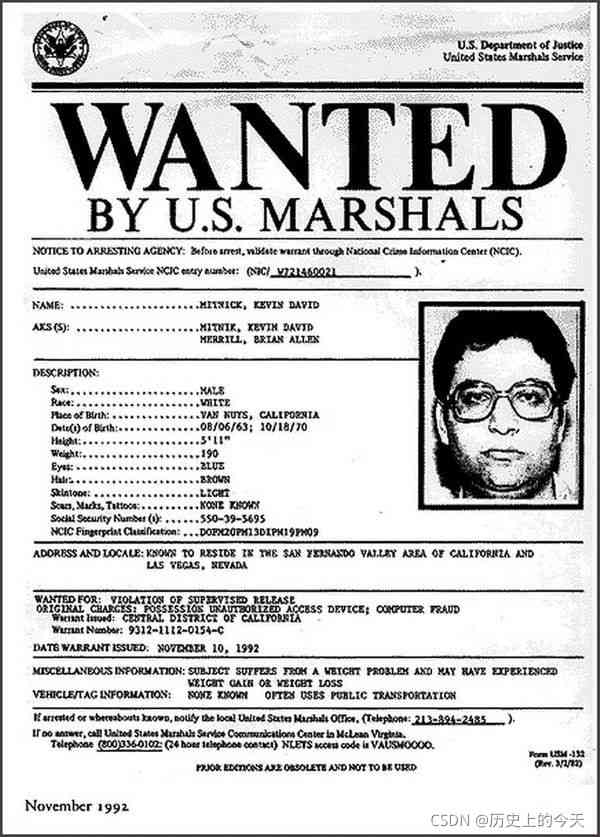 U.S. Department of Justice
United States Marshals Service
WANTED
BY U.S. MARSHALS
NOTICE TO ARRESTING AGENCY: Before arrest, validate warrant through National Crime Information Center (NCIC).
United States Marshals Service NCIC entry number: (NIC/ W721460021 ).
NAME: ......................MITNICK, KEVIN DAVID
AKS(S): .....................MITNIK, KEVIN DAVID
MERRILL, BRIAN ALLEN
DESCRIPTION:
Sex:......................MALE
Race:.....................WHITE
Place of Birth:..............VAN NUYS, CALIFORNIA
Date(s) of Birth:.............08/06/63; 10/18/70
Height:....................5'11"
Weight:...................190
Eyes:.....................BLUE
Hair:.....................BROWN
Skintone:..................LIGHT
Scars, Marks, Tattoos:..........NONE KNOWN
Social Security Number (s): ......550-39-5695
NCIC Fingerprint Classification: ...DOPM20PM13DIPM19PM09
ADDRESS AND LOCALE: KNOWN TO RESIDE IN THE SAN FERNANDO VALLEY AREA OF CALIFORNIA AND
LAS VEGAS, NEVADA
WANTED FOR: VIOLATION OF SUPERVISED RELEASE
ORIGINAL CHARGES: POSSESSION UNAUTHORIZED ACCESS DEVICE; COMPUTER FRAUD
Warrant Issued: CENTRAL DISTRICT OF CALIFORNIA
Warrant Number: 9312-1112-0154-C
DATE WARRANT ISSUED: NOVEMBER 10, 1992
MISCELLANEOUS INFORMATION: SUBJECT SUFFERS FROM A WEIGHT PROBLEM AND MAY HAVE EXPERIENCED
WEIGHT GAIN OR WEIGHT LOSS
VEHICLE/TAG INFORMATION: NONE KNOWN OFTEN USES PUBLIC TRANSPORTATION
If arrested or whereabouts known, notify the local United States Marshals Office, (Telephone: 213-894-2485 ).
If no answer, call United States Marshals Service Communications Center in McLean Virginia.
Telephone (800)336-0102: (24 hour telephone contact) NLETS access code is VAUSM0000.
Form USM-132
(Rev. 3/2/82)
PRIOR EDITIONS ARE OBSOLETE AND NOT TO BE USED
November 1992
CSDN @历史上的今天